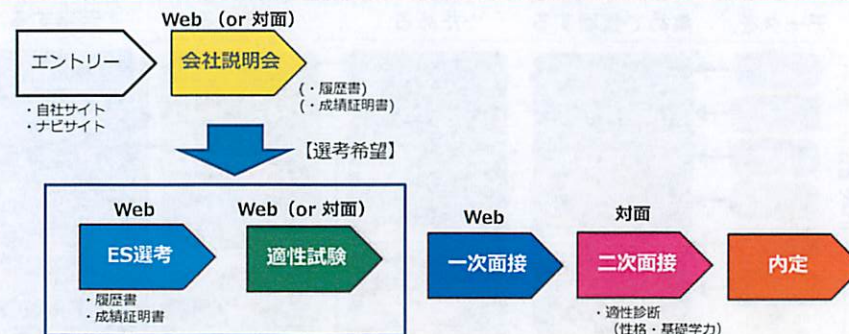 Web (or 対面)
エントリー
会社説明会
・自社サイト
・ナビサイト
(・履歴書)
(・成績証明書)
【選考希望】
Web
Web (or 対面)
Web
対面
ES選考
適性試験
一次面接
二次面接
内定
・履歴書
・成績証明書
・適性診断
(性格・基礎学力)